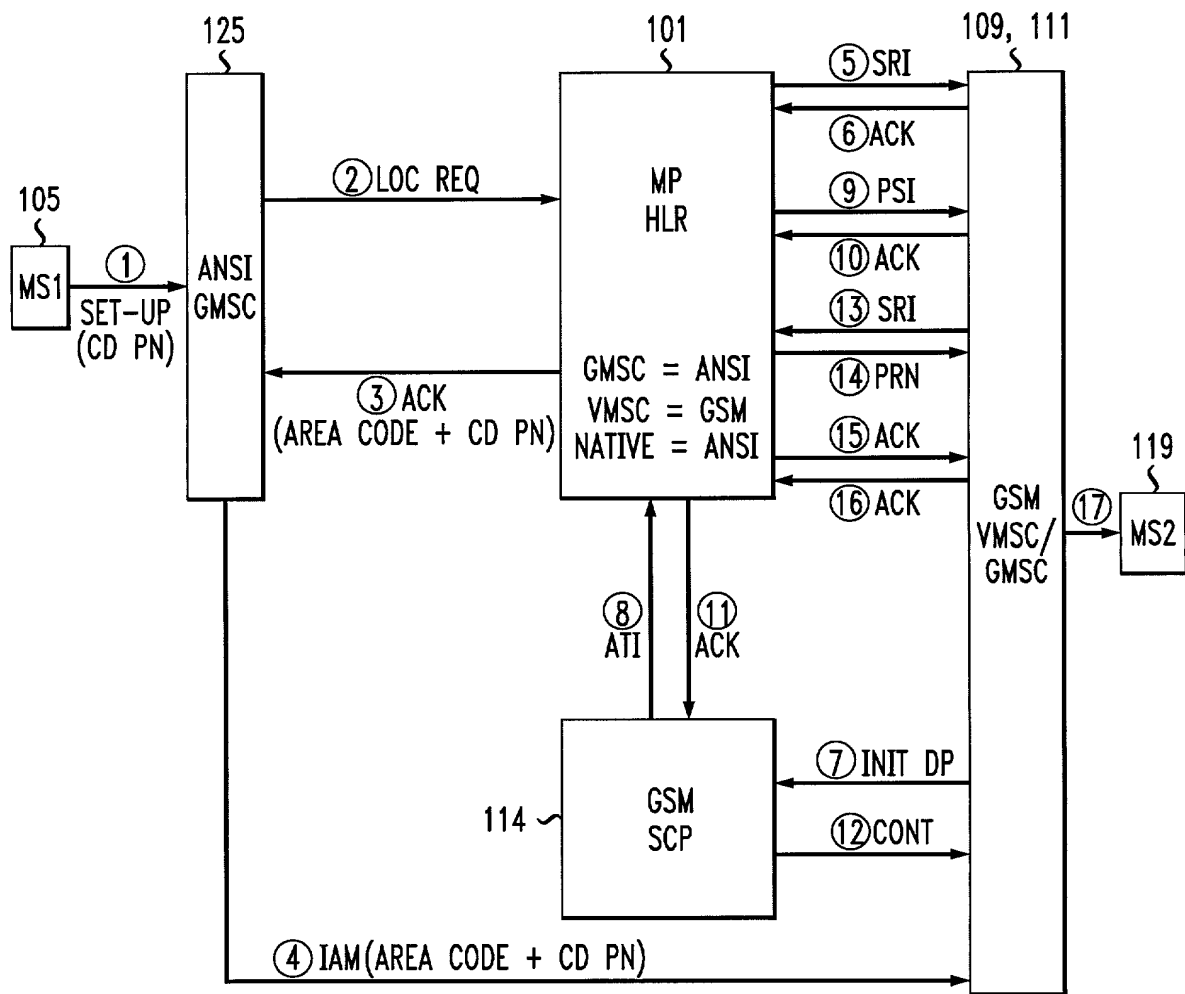 125
101
109, 111
⑤ SRI
⑥ ACK
② LOC REQ
MP
HLR
⑨ PSI
⑩ ACK
105
MS1
①
SET-UP
(CD PN)
ANSI
GMSC
⑬ SRI
⑭ PRN
③ ACK
(AREA CODE + CD PN)
GMSC = ANSI
VMSC = GSM
NATIVE = ANSI
⑮ ACK
⑯ ACK
GSM
VMSC/
GMSC
⑰
119
MS2
⑧
ATI
⑪
ACK
114
GSM
SCP
⑦ INIT DP
⑫ CONT
④ IAM(AREA CODE + CD PN)